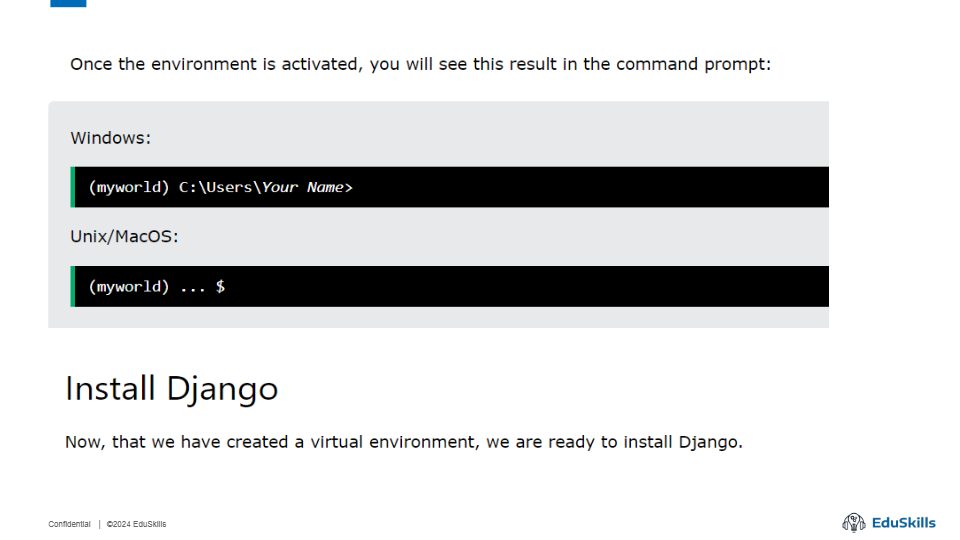 Once the environment is activated, you will see this result in the command prompt:
Windows:
(myworld) C:\Users\Your Name>
Unix/MacOS:
(myworld) ... $
Install Django
Now, that we have created a virtual environment, we are ready to install Django.
Confidential | ©2024 EduSkills
EduSkills